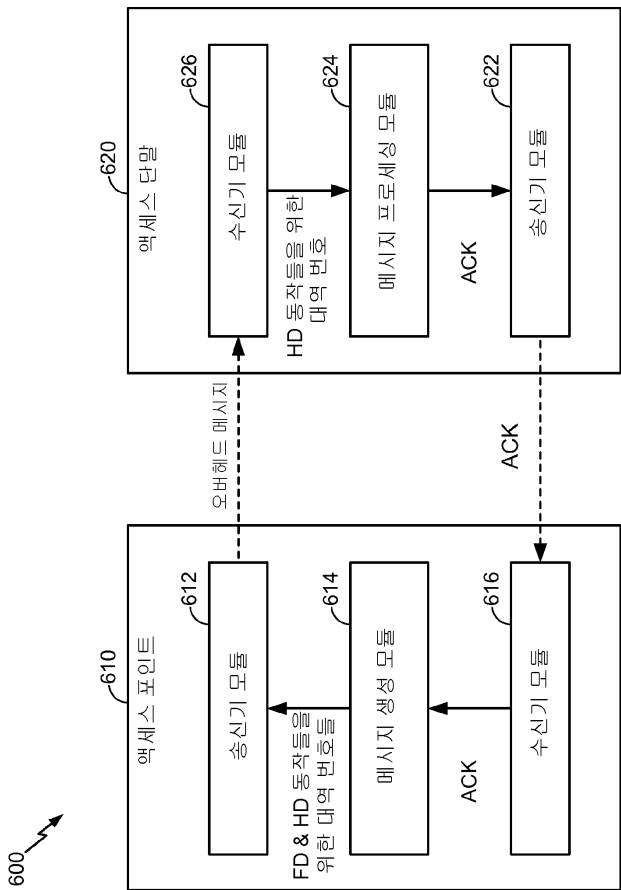 600
610
액세스 포인트
612
송신기 모듈
FD & HD 동작들을
위한 대역 번호들
614
메시지 생성 모듈
ACK
616
수신기 모듈
오버헤드 메시지
ACK
620
액세스 단말
626
수신기 모듈
HD 동작들을 위한
대역 번호
624
메시지 프로세싱 모듈
ACK
622
송신기 모듈